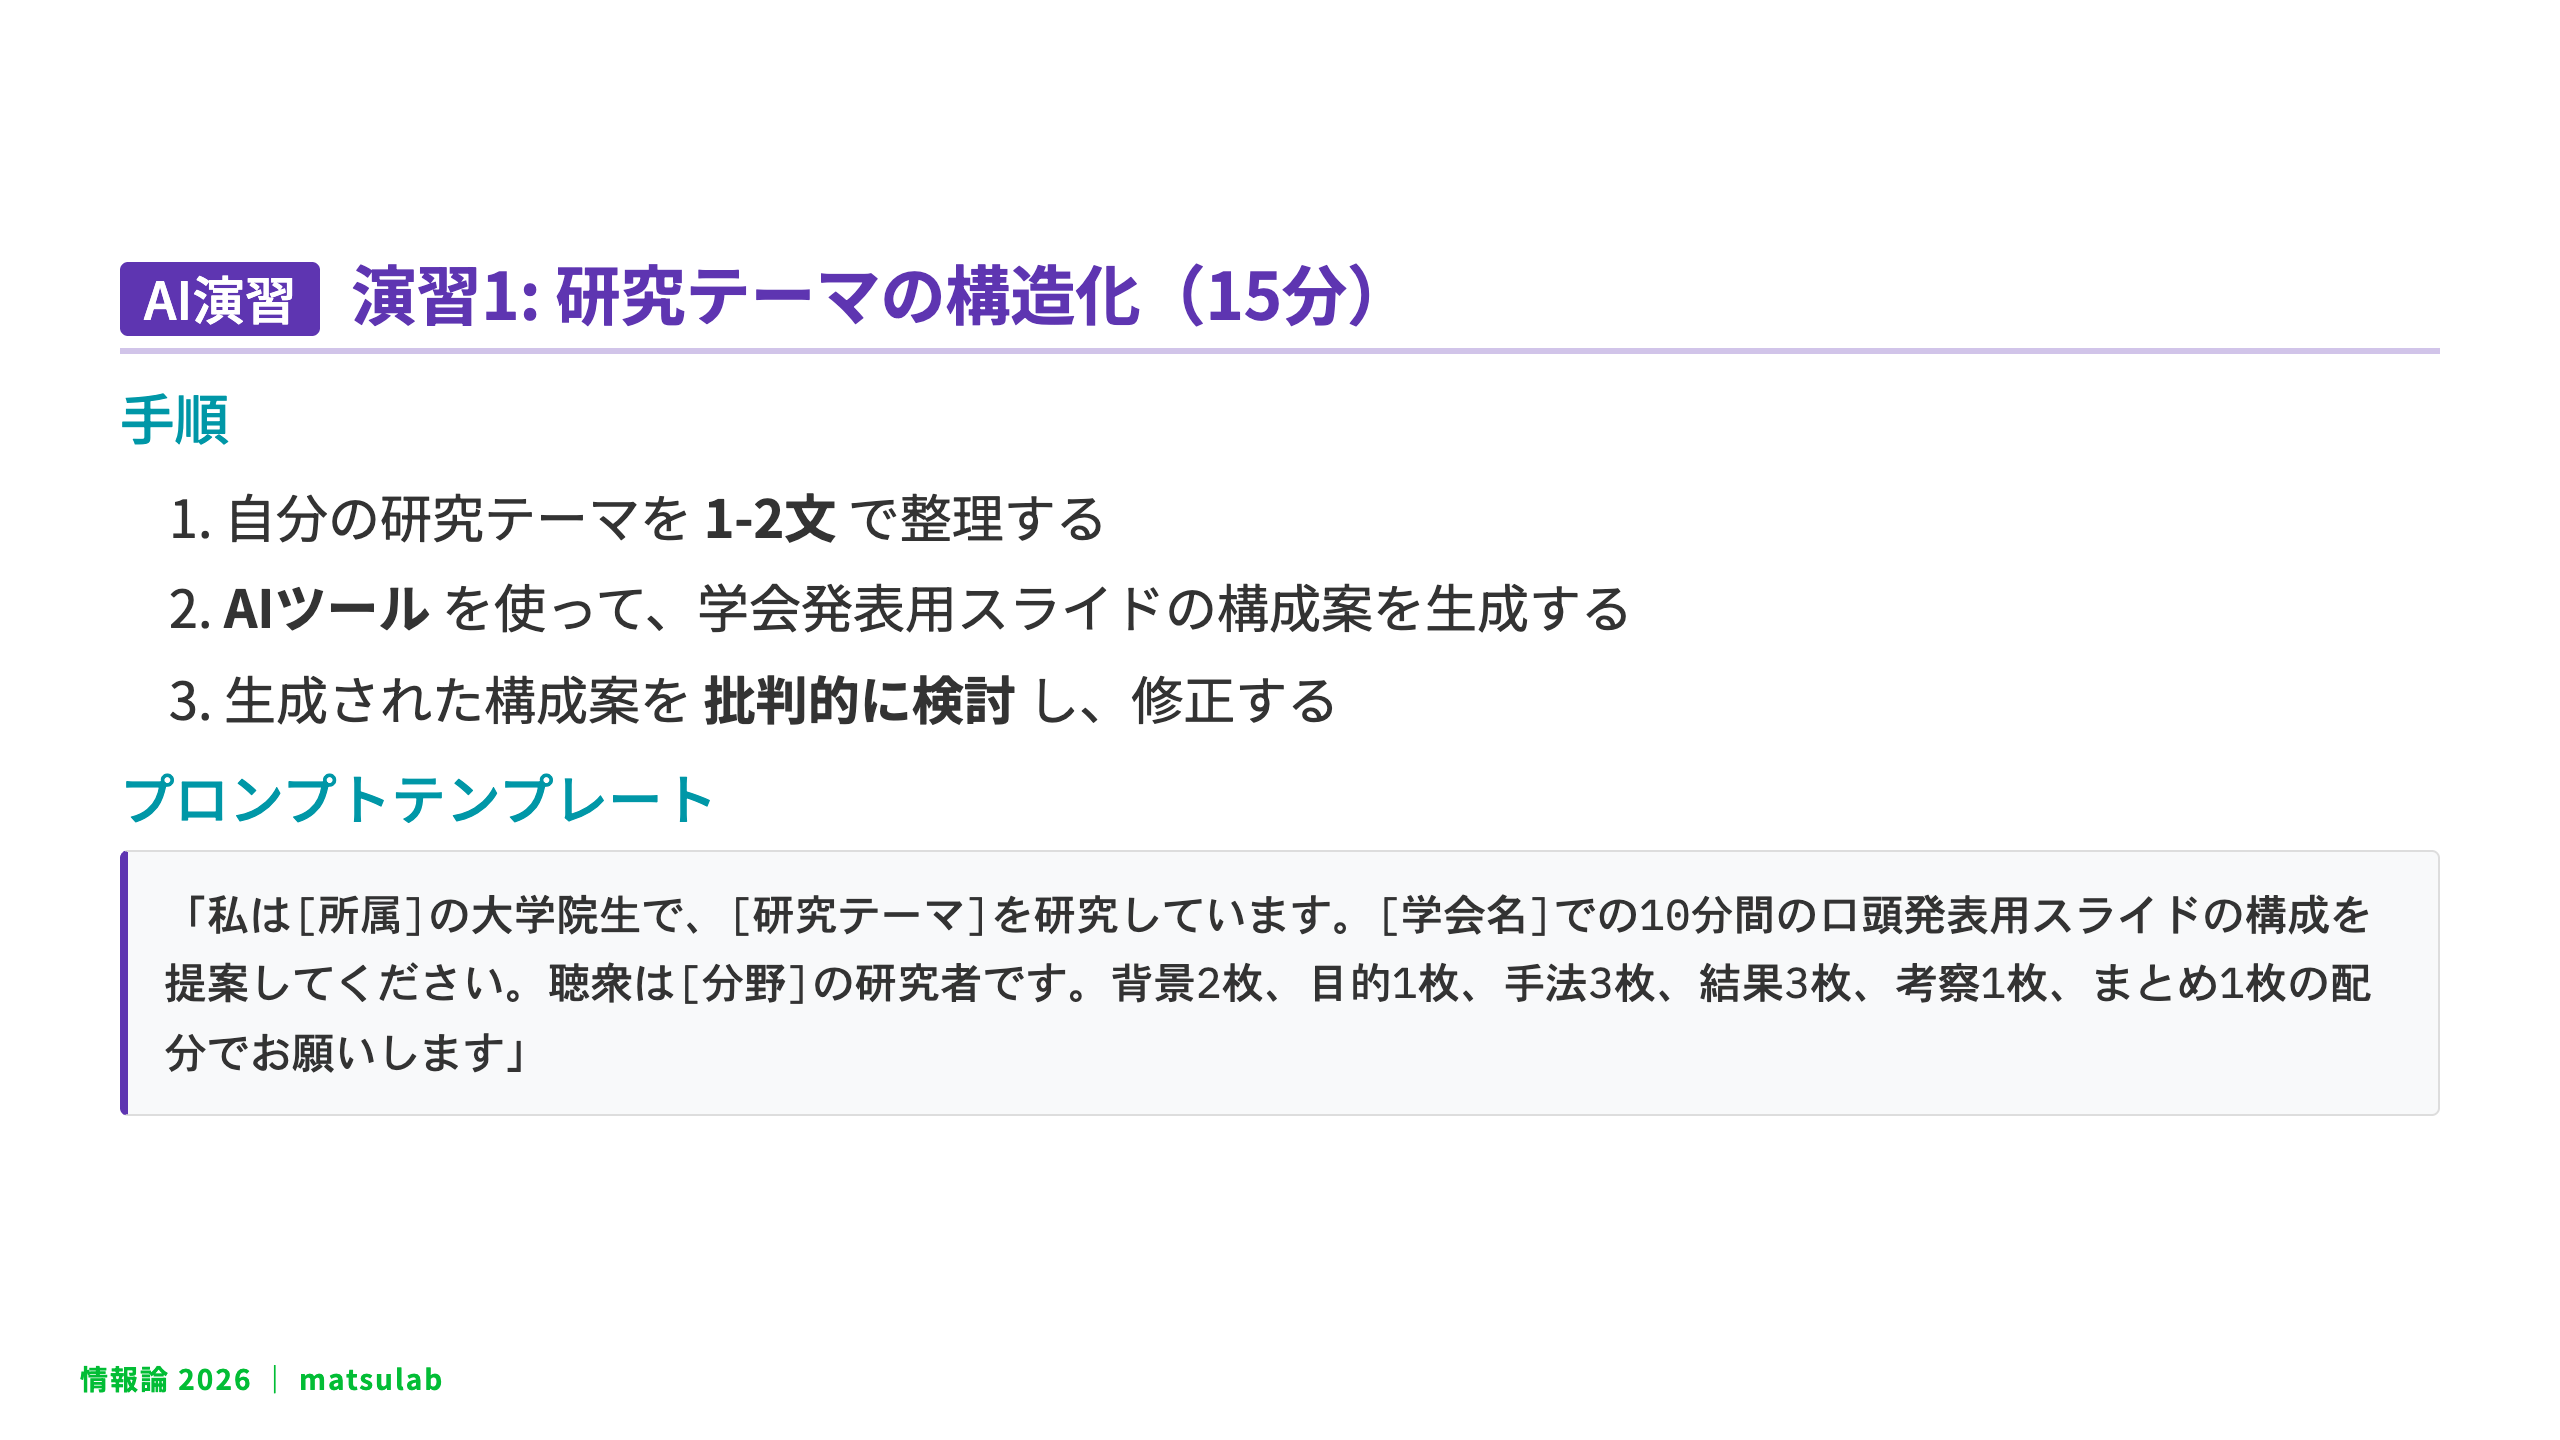 AI演習 演習1: 研究テーマの構造化（15分）
手順
1. 自分の研究テーマを 1-2文 で整理する
2. AIツール を使って、学会発表用スライドの構成案を生成する
3. 生成された構成案を 批判的に検討 し、修正する
プロンプトテンプレート
「私は[所属]の大学院生で、[研究テーマ]を研究しています。[学会名]での10分間の口頭発表用スライドの構成を
提案してください。聴衆は[分野]の研究者です。背景2枚、目的1枚、手法3枚、結果3枚、考察1枚、まとめ1枚の配
分でお願いします」
情報論 2026 ｜ matsulab